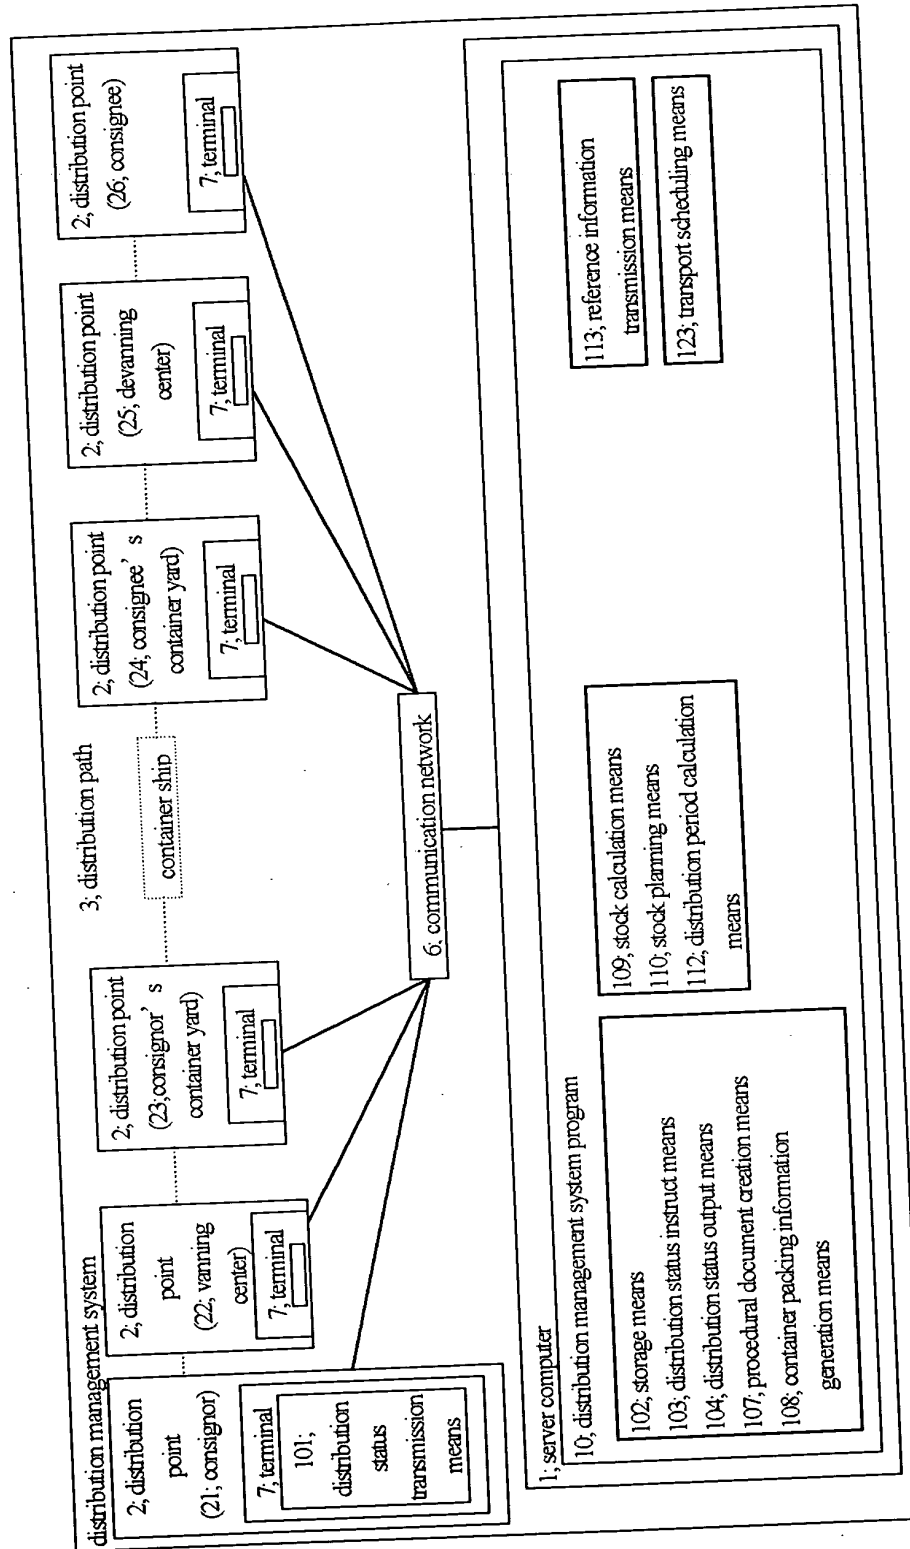 distribution management system
2; distribution
point
(21; consignor)
7; terminal
101;
distribution
status
transmission
means
2; distribution
point
(22; vanning
center)
7; terminal
2; distribution point
(23;consignor’s
container yard)
7; terminal
3; distribution path
container ship
2; distribution point
(24; consignee’s
container yard)
7; terminal
2; distribution point
(25; devanning
center)
7; terminal
2; distribution point
(26; consignee)
7; terminal
6; communication network
1; server computer
10; distribution management system program
102; storage means
103; distribution status instruct means
104; distribution status output means
107; procedural document creation means
108; container packing information
generation means
109; stock calculation means
110; stock planning means
112; distribution period calculation
means
113; reference information
transmission means
123; transport scheduling means